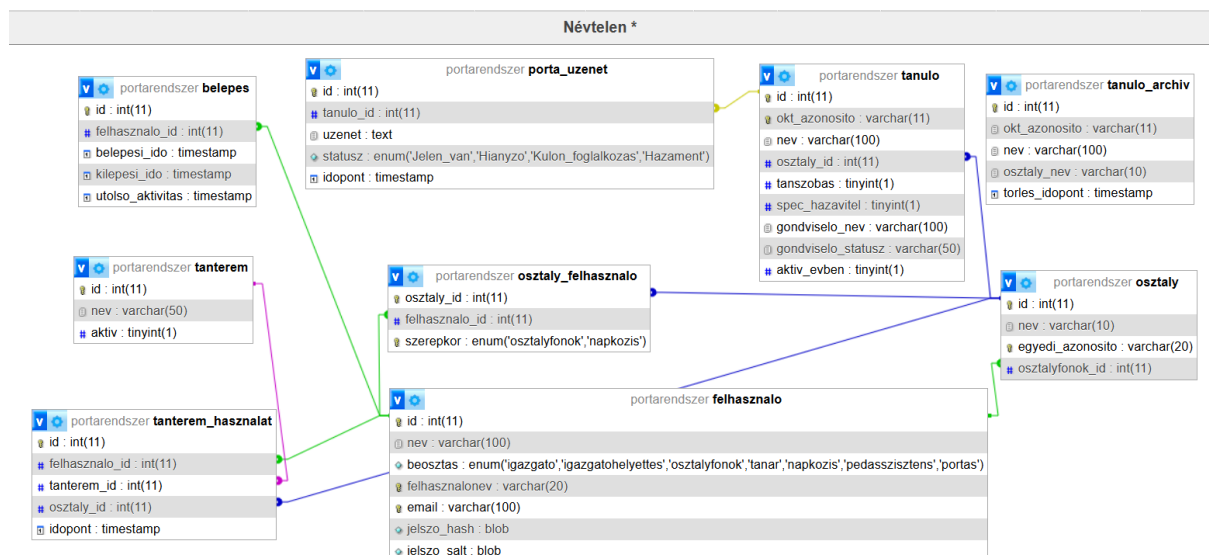 Névtelen *
portarendszer belepes
id : int(11)
felhasznalo_id : int(11)
belepesi_ido : timestamp
kilepesi_ido : timestamp
utolso_aktivitas : timestamp
portarendszer porta_uzenet
id : int(11)
tanulo_id : int(11)
uzenet : text
statusz : enum('Jelen_van','Hianyzo','Kulon_foglalkozas','Hazament')
idopont : timestamp
portarendszer tanulo
id : int(11)
okt_azonosito : varchar(11)
nev : varchar(100)
osztaly_id : int(11)
tanszobas : tinyint(1)
spec_hazavitel : tinyint(1)
gondviselo_nev : varchar(100)
gondviselo_statusz : varchar(50)
aktiv_evben : tinyint(1)
portarendszer tanulo_archiv
id : int(11)
okt_azonosito : varchar(11)
nev : varchar(100)
osztaly_nev : varchar(10)
torles_idopont : timestamp
portarendszer tanterem
id : int(11)
nev : varchar(50)
aktiv : tinyint(1)
portarendszer osztaly_felhasznalo
osztaly_id : int(11)
felhasznalo_id : int(11)
szerepkor : enum('osztalyfonok','napkozis')
portarendszer osztaly
id : int(11)
nev : varchar(10)
egyedi_azonosito : varchar(20)
osztalyfonok_id : int(11)
portarendszer tanterem_hasznalat
id : int(11)
felhasznalo_id : int(11)
tanterem_id : int(11)
osztaly_id : int(11)
idopont : timestamp
portarendszer felhasznalo
id : int(11)
nev : varchar(100)
beosztas : enum('igazgato','igazgatohelyettes','osztalyfonok','tanar','napkozis','pedasszisztens','portas')
felhasznalonev : varchar(20)
email : varchar(100)
jelszo_hash : blob
jelszo_salt : blob